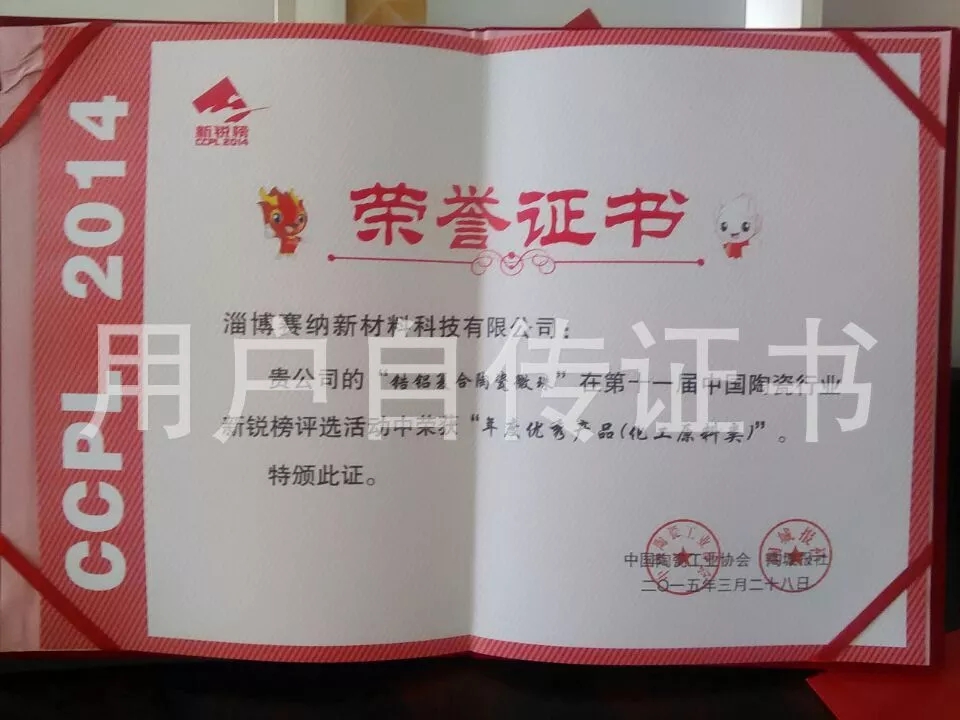 CCPL 2014
新锐榜
CCPL 2014
荣誉证书
淄博赛纳新材料科技有限公司：
贵公司的“锆铝复合陶瓷微珠”在第十一届中国陶瓷行业
新锐榜评选活动中荣获“年度优秀产品(化工原料类)”。
特颁此证。
中国陶瓷工业协会 陶城报社
二〇一五年三月二十八日
用户自传证书